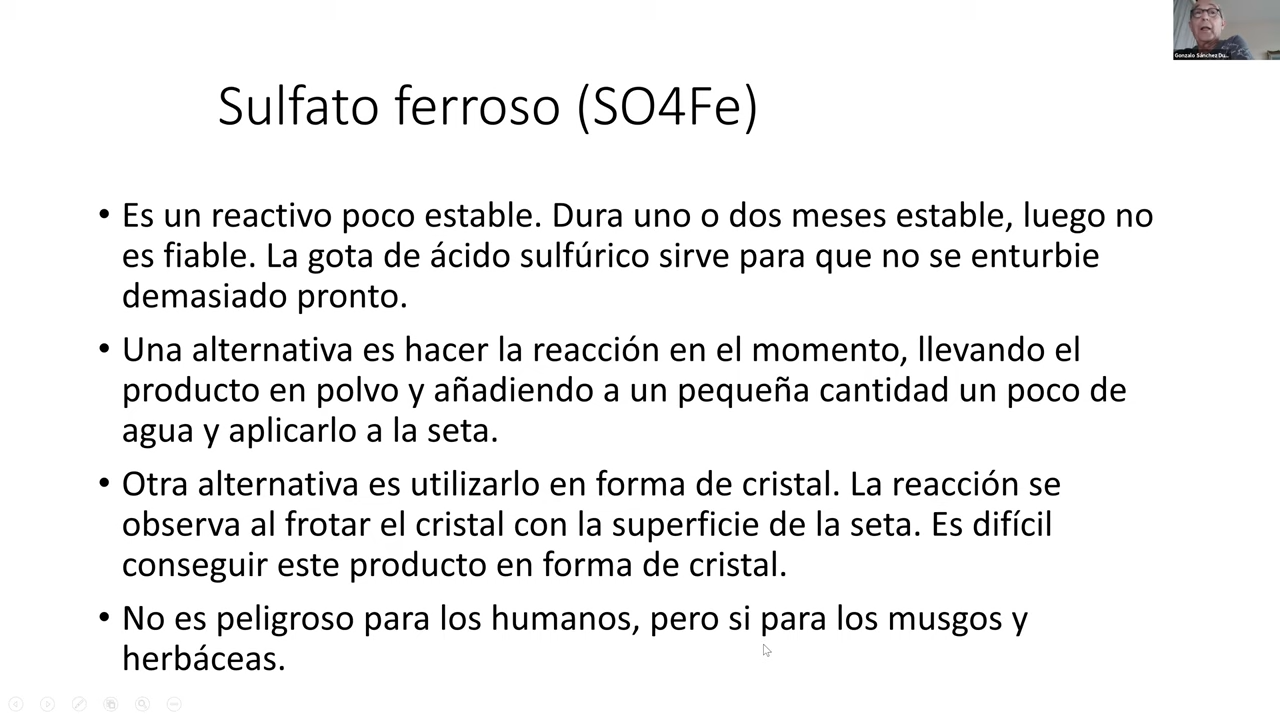 Gonzalo Sánchez Du...
Sulfato ferroso (SO4Fe)
• Es un reactivo poco estable. Dura uno o dos meses estable, luego no
es fiable. La gota de ácido sulfúrico sirve para que no se enturbie
demasiado pronto.
• Una alternativa es hacer la reacción en el momento, llevando el
producto en polvo y añadiendo a un pequeña cantidad un poco de
agua y aplicarlo a la seta.
• Otra alternativa es utilizarlo en forma de cristal. La reacción se
observa al frotar el cristal con la superficie de la seta. Es difícil
conseguir este producto en forma de cristal.
• No es peligroso para los humanos, pero si para los musgos y
herbáceas.